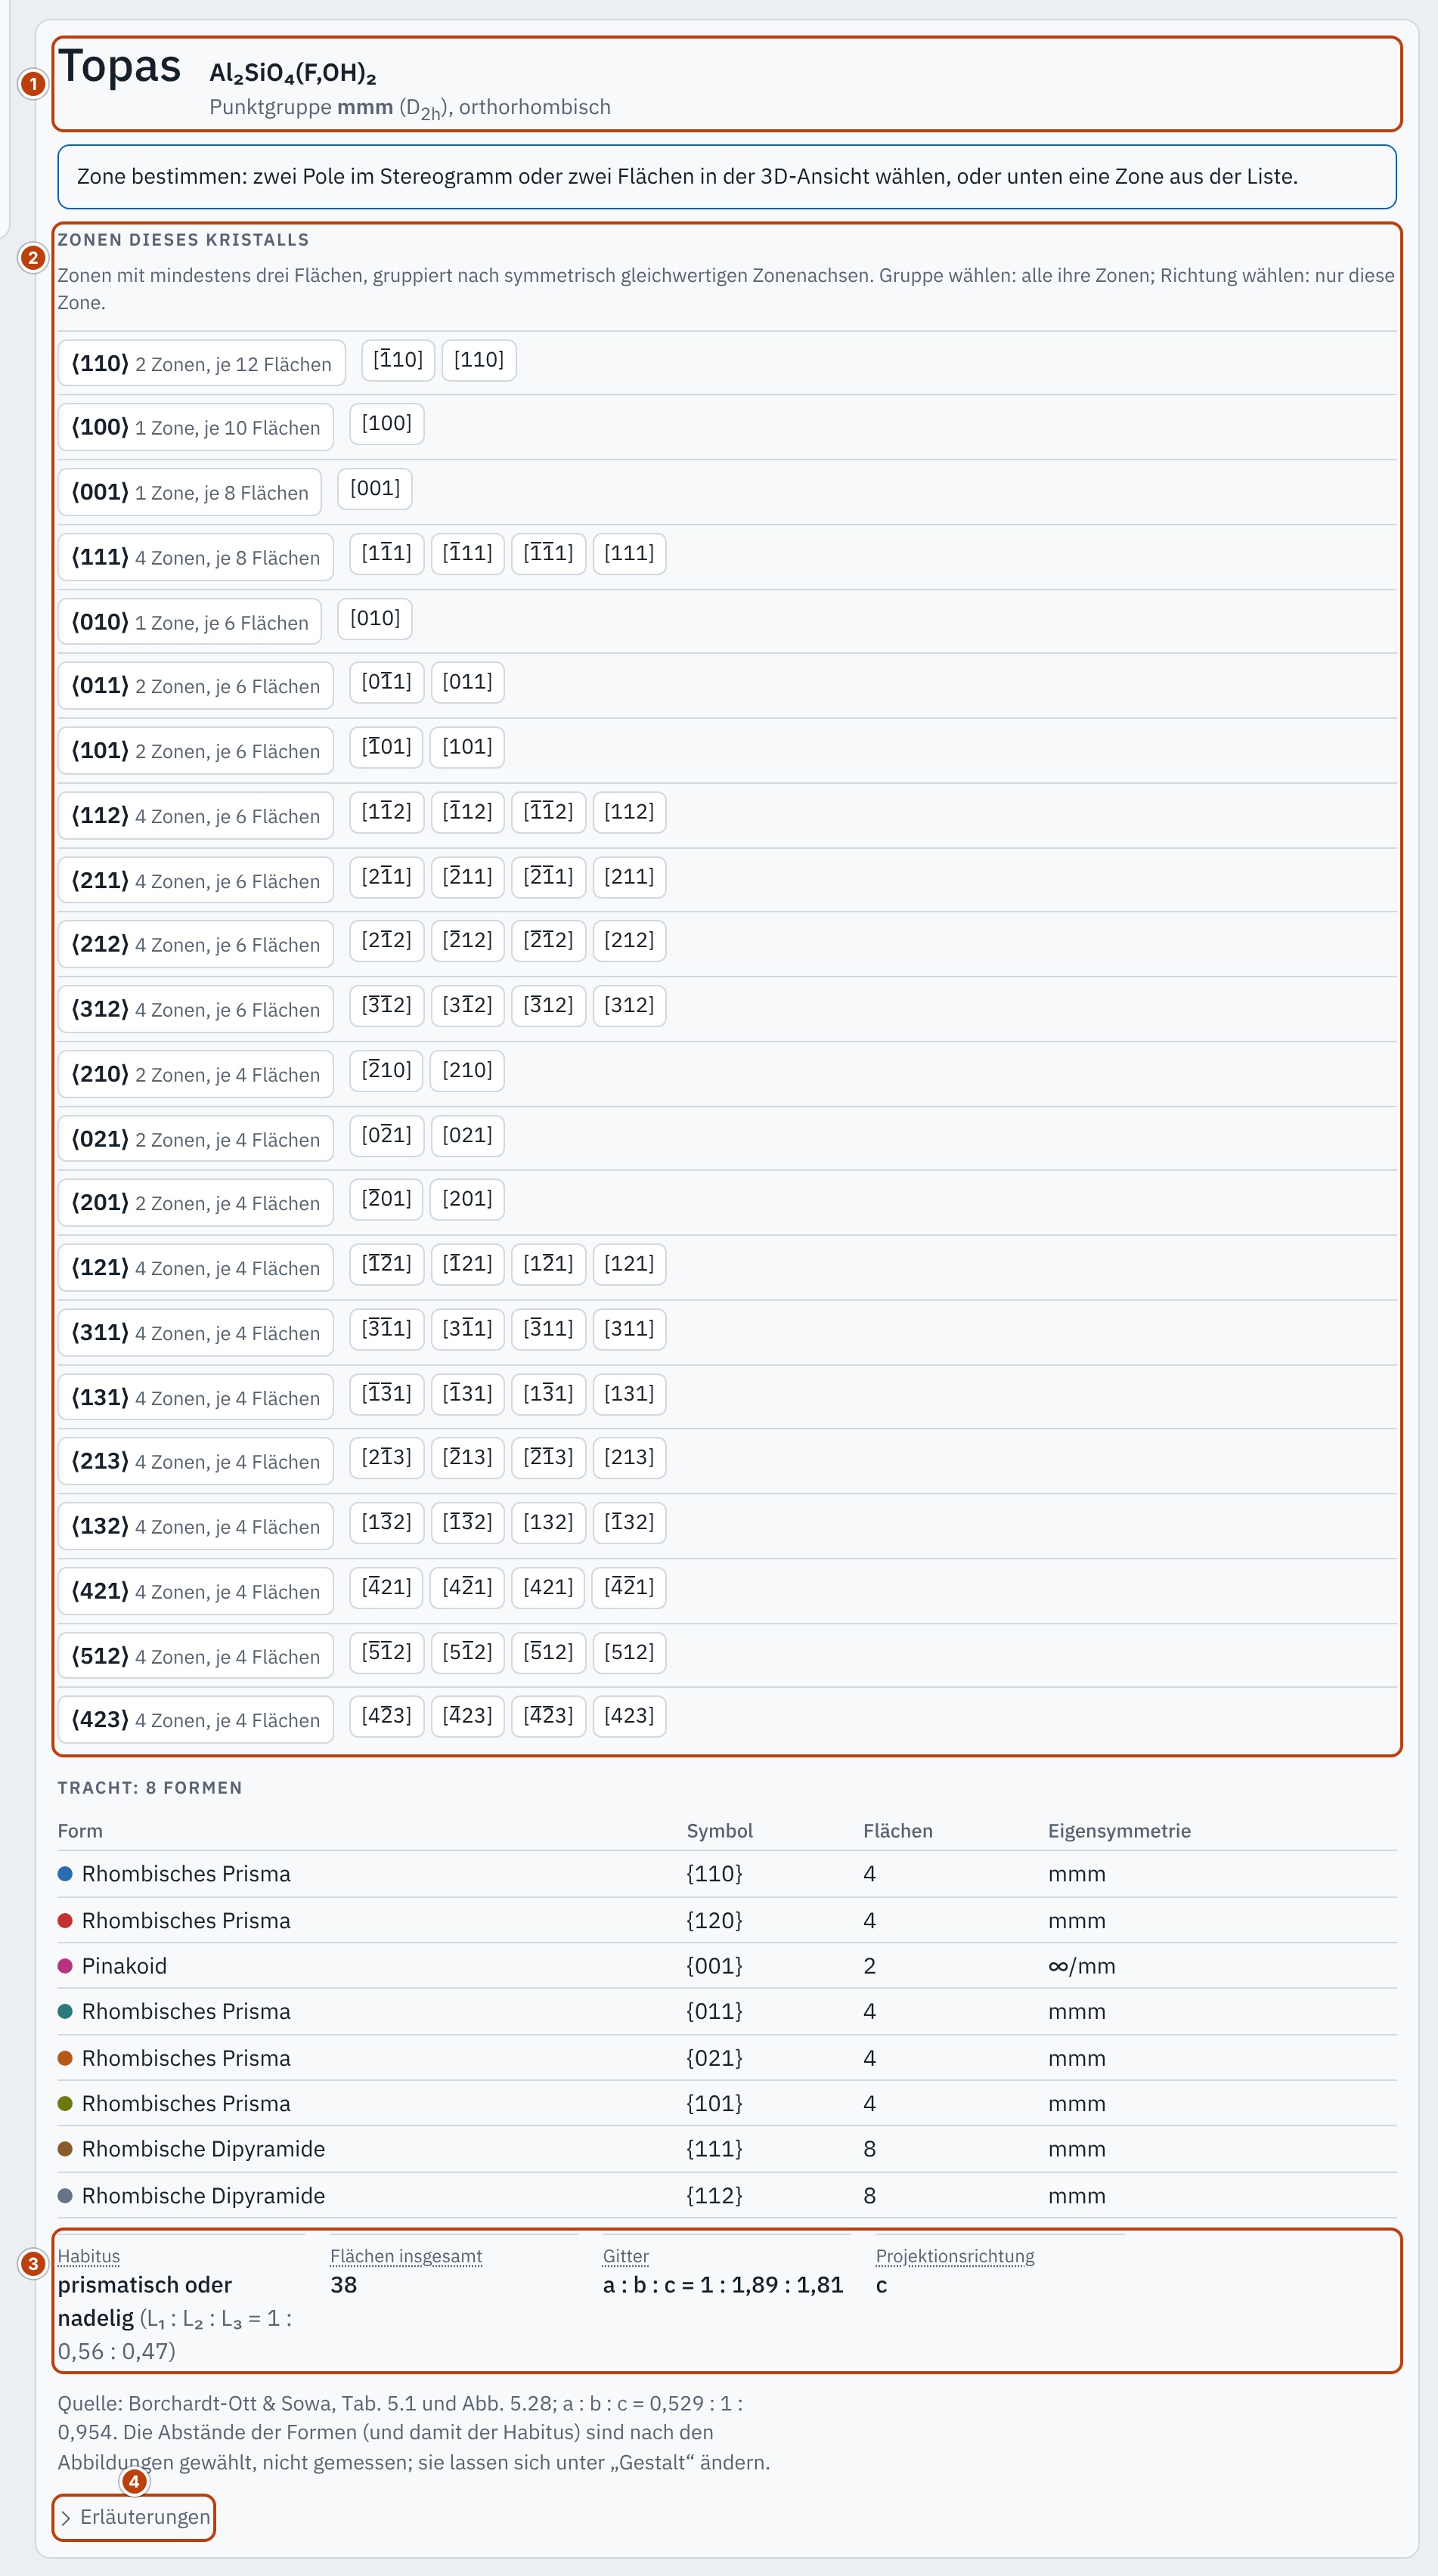 1
Topas Al₂SiO₄(F,OH)₂
Punktgruppe mmm (D₂ₕ), orthorhombisch
Zone bestimmen: zwei Pole im Stereogramm oder zwei Flächen in der 3D-Ansicht wählen, oder unten eine Zone aus der Liste.
2
ZONEN DIESES KRISTALLS
Zonen mit mindestens drei Flächen, gruppiert nach symmetrisch gleichwertigen Zonenachsen. Gruppe wählen: alle ihre Zonen; Richtung wählen: nur diese
Zone.
⟨110⟩ 2 Zonen, je 12 Flächen [1̅10] [110]
⟨100⟩ 1 Zone, je 10 Flächen [100]
⟨001⟩ 1 Zone, je 8 Flächen [001]
⟨111⟩ 4 Zonen, je 8 Flächen [11̅1] [1̅11] [1̅1̅1] [111]
⟨010⟩ 1 Zone, je 6 Flächen [010]
⟨011⟩ 2 Zonen, je 6 Flächen [01̅1] [011]
⟨101⟩ 2 Zonen, je 6 Flächen [1̅01] [101]
⟨112⟩ 4 Zonen, je 6 Flächen [11̅2] [1̅12] [1̅1̅2] [112]
⟨211⟩ 4 Zonen, je 6 Flächen [21̅1] [2̅11] [2̅1̅1] [211]
⟨212⟩ 4 Zonen, je 6 Flächen [21̅2] [2̅12] [2̅1̅2] [212]
⟨312⟩ 4 Zonen, je 6 Flächen [3̅1̅2] [31̅2] [3̅12] [312]
⟨210⟩ 2 Zonen, je 4 Flächen [2̅10] [210]
⟨021⟩ 2 Zonen, je 4 Flächen [02̅1] [021]
⟨201⟩ 2 Zonen, je 4 Flächen [2̅01] [201]
⟨121⟩ 4 Zonen, je 4 Flächen [1̅2̅1] [1̅21] [12̅1] [121]
⟨311⟩ 4 Zonen, je 4 Flächen [3̅1̅1] [31̅1] [3̅11] [311]
⟨131⟩ 4 Zonen, je 4 Flächen [1̅3̅1] [1̅31] [13̅1] [131]
⟨213⟩ 4 Zonen, je 4 Flächen [21̅3] [2̅13] [2̅1̅3] [213]
⟨132⟩ 4 Zonen, je 4 Flächen [13̅2] [1̅3̅2] [132] [1̅32]
⟨421⟩ 4 Zonen, je 4 Flächen [4̅21] [42̅1] [421] [4̅2̅1]
⟨512⟩ 4 Zonen, je 4 Flächen [5̅1̅2] [51̅2] [5̅12] [512]
⟨423⟩ 4 Zonen, je 4 Flächen [42̅3] [4̅23] [4̅2̅3] [423]
TRACHT: 8 FORMEN
Form Symbol Flächen Eigensymmetrie
Rhombisches Prisma {110} 4 mmm
Rhombisches Prisma {120} 4 mmm
Pinakoid {001} 2 ∞/mm
Rhombisches Prisma {011} 4 mmm
Rhombisches Prisma {021} 4 mmm
Rhombisches Prisma {101} 4 mmm
Rhombische Dipyramide {111} 8 mmm
Rhombische Dipyramide {112} 8 mmm
3
Habitus Flächen insgesamt Gitter Projektionsrichtung
prismatisch oder 38 a : b : c = 1 : 1,89 : 1,81 c
nadelig (L₁ : L₂ : L₃ = 1 :
0,56 : 0,47)
Quelle: Borchardt-Ott & Sowa, Tab. 5.1 und Abb. 5.28; a : b : c = 0,529 : 1 :
0,954. Die Abstände der Formen (und damit der Habitus) sind nach den
Abbildungen gewählt, nicht gemessen; sie lassen sich unter „Gestalt“ ändern.
4
Erläuterungen